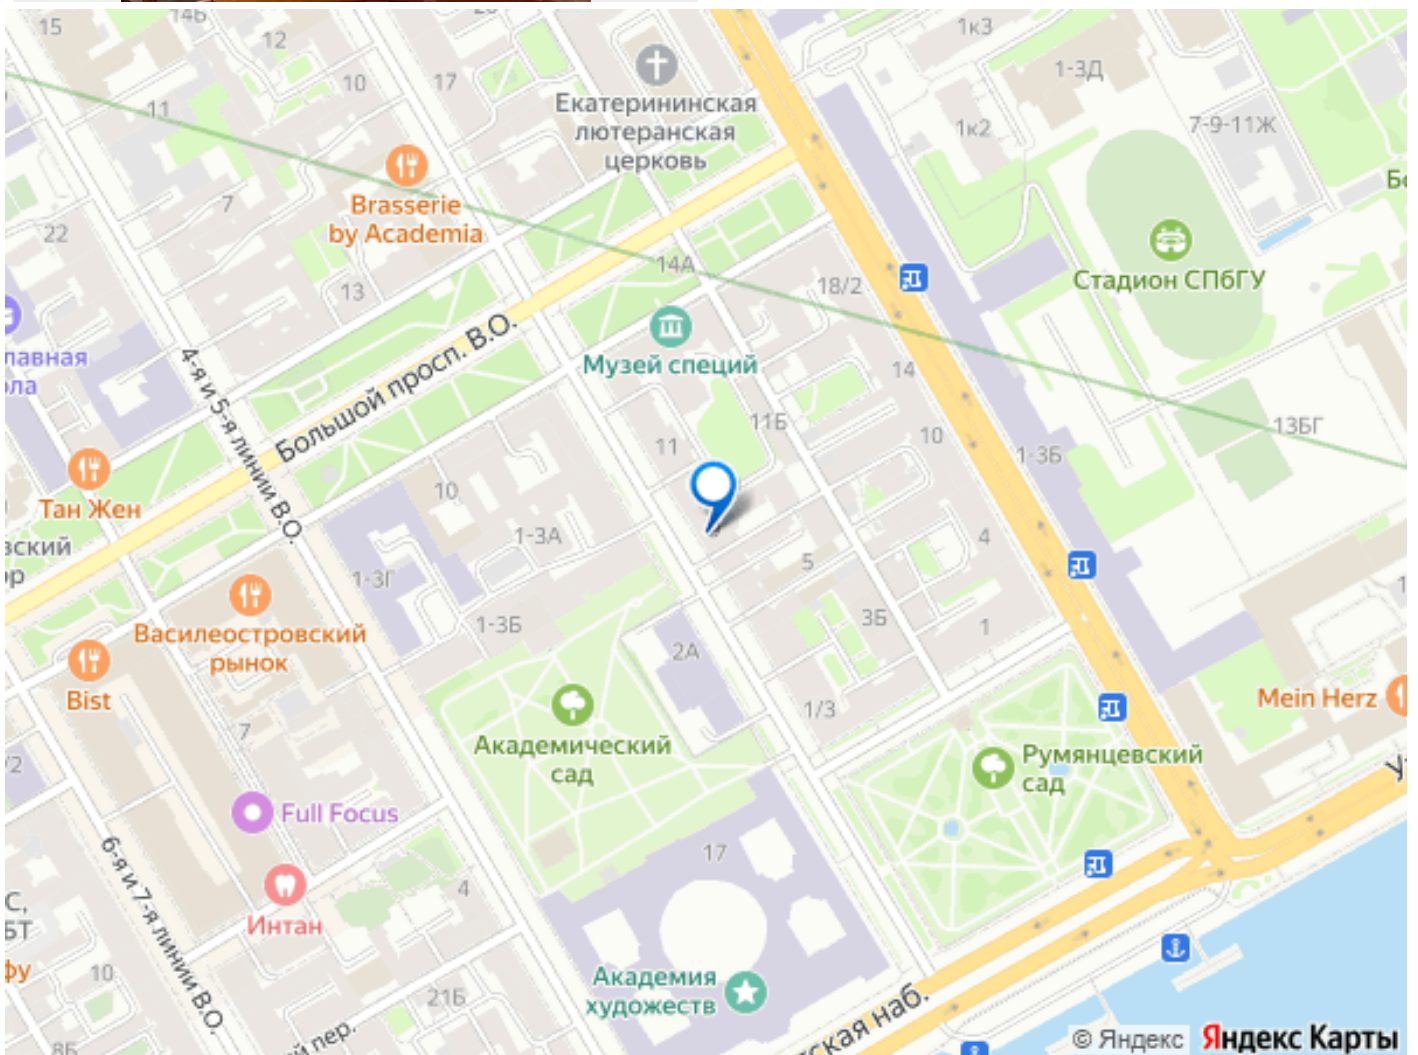 15
14Б
12
10
17
11
1к3
1-3Д
1к2
7-9-11Ж
Екатерининская
лютеранская
церковь
Brasserie
by Academia
7
22
13
14А
18/2
Стадион СПбГУ
Музей специй
14
4-я и 5-я линии В.О.
Большой просп. В.О.
11Б
11
10
13БГ
1-3Б
Тан Жен
10
1-3А
1-3Г
5
4
1-3Б
3Б
1
2А
Василеостровский
рынок
Bist
7
1/3
Mein Herz
Академический
сад
Румянцевский
сад
Full Focus
6-я и 7-я линии В.О.
17
4
Интан
10
21Б
Академия
художеств
8Б
© Яндекс Яндекс Карты